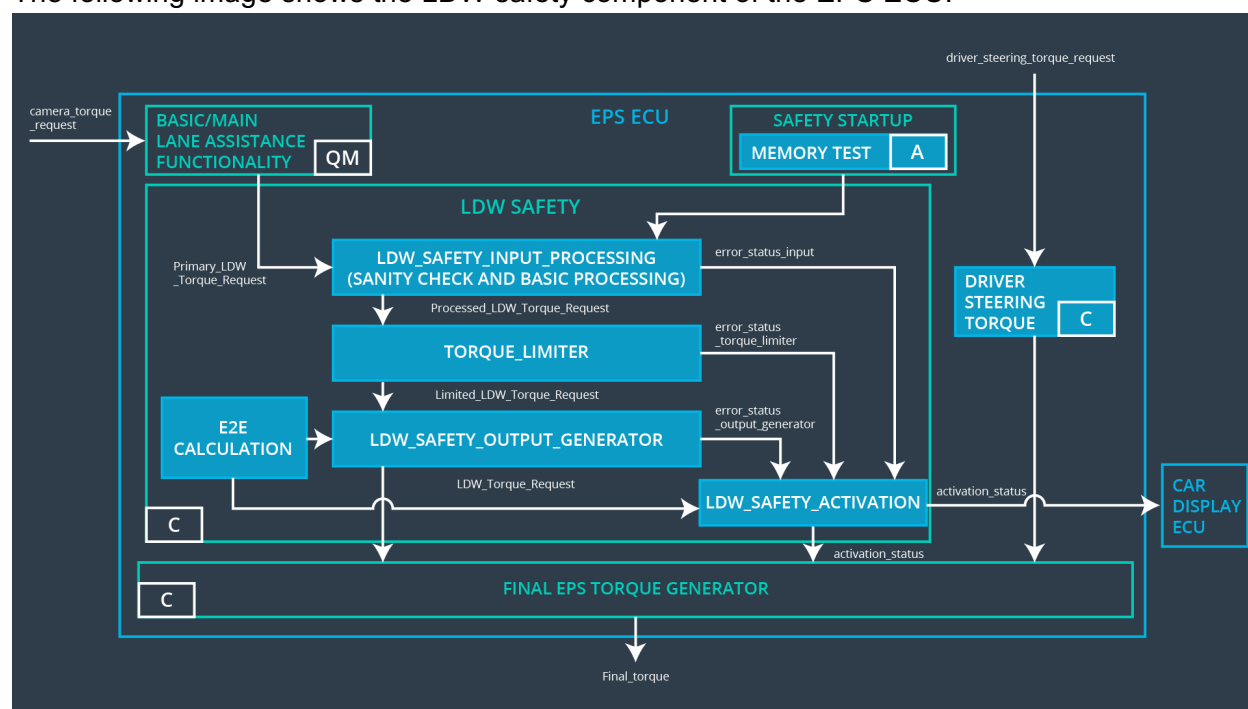 The following image shows the LDW safety component of the EPS ECU.
driver_steering_torque_request
camera_torque
_request
BASIC/MAIN
LANE ASSISTANCE
FUNCTIONALITY
QM
EPS ECU
SAFETY STARTUP
MEMORY TEST
A
LDW SAFETY
Primary_LDW
_Torque_Request
LDW_SAFETY_INPUT_PROCESSING
(SANITY CHECK AND BASIC PROCESSING)
error_status_input
DRIVER
STEERING
TORQUE
C
Processed_LDW_Torque_Request
TORQUE_LIMITER
error_status
_torque_limiter
Limited_LDW_Torque_Request
E2E
CALCULATION
LDW_SAFETY_OUTPUT_GENERATOR
error_status
_output_generator
LDW_Torque_Request
LDW_SAFETY_ACTIVATION
activation_status
CAR
DISPLAY
ECU
C
activation_status
C
FINAL EPS TORQUE GENERATOR
Final_torque